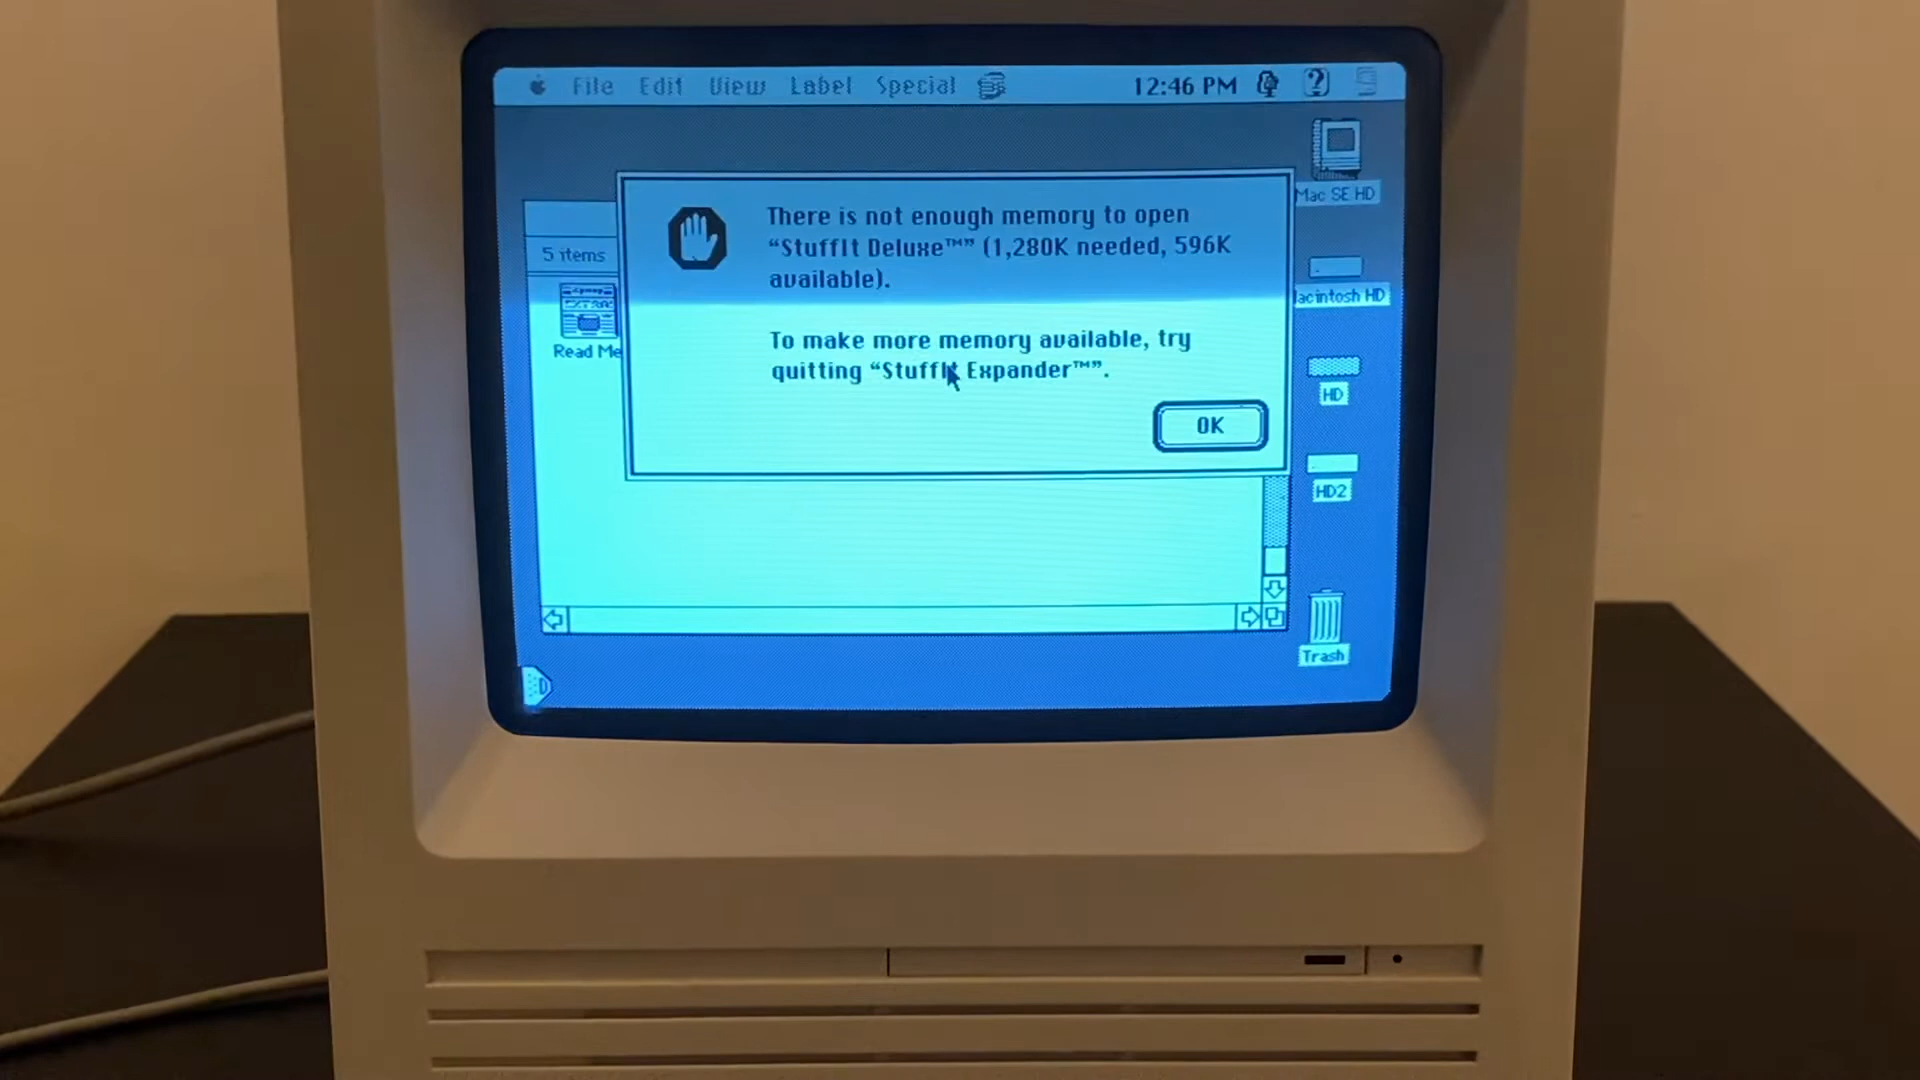 File Edit View Label Special 12:46 PM
Mac SE HD
There is not enough memory to open
“StuffIt Deluxe™” (1,280K needed, 596K
available).
5 items
Macintosh HD
To make more memory available, try
quitting “StuffIt Expander™”.
Read Me
HD
OK
HD2
Trash